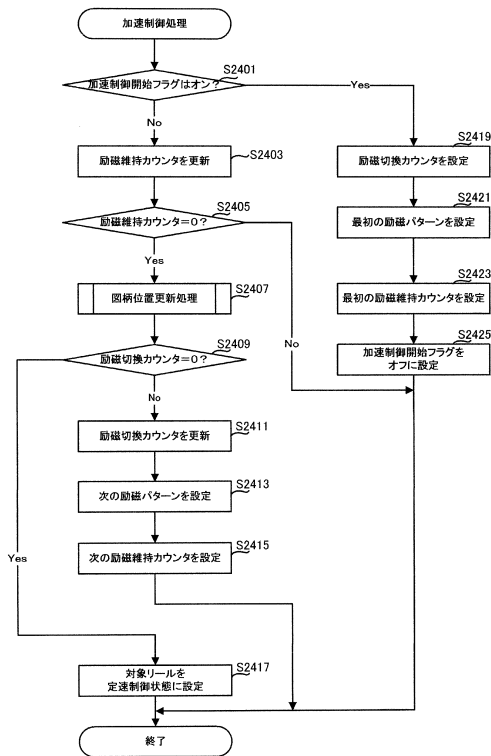 加速制御処理
S2401
加速制御開始フラグはオン?
Yes
No
S2403
励磁維持カウンタを更新
S2405
励磁維持カウンタ=0?
Yes
No
S2407
図柄位置更新処理
S2409
励磁切換カウンタ=0?
No
Yes
S2411
励磁切換カウンタを更新
S2413
次の励磁パターンを設定
S2415
次の励磁維持カウンタを設定
S2417
対象リールを
定速制御状態に設定
終了
S2419
励磁切換カウンタを設定
S2421
最初の励磁パターンを設定
S2423
最初の励磁維持カウンタを設定
S2425
加速制御開始フラグを
オフに設定